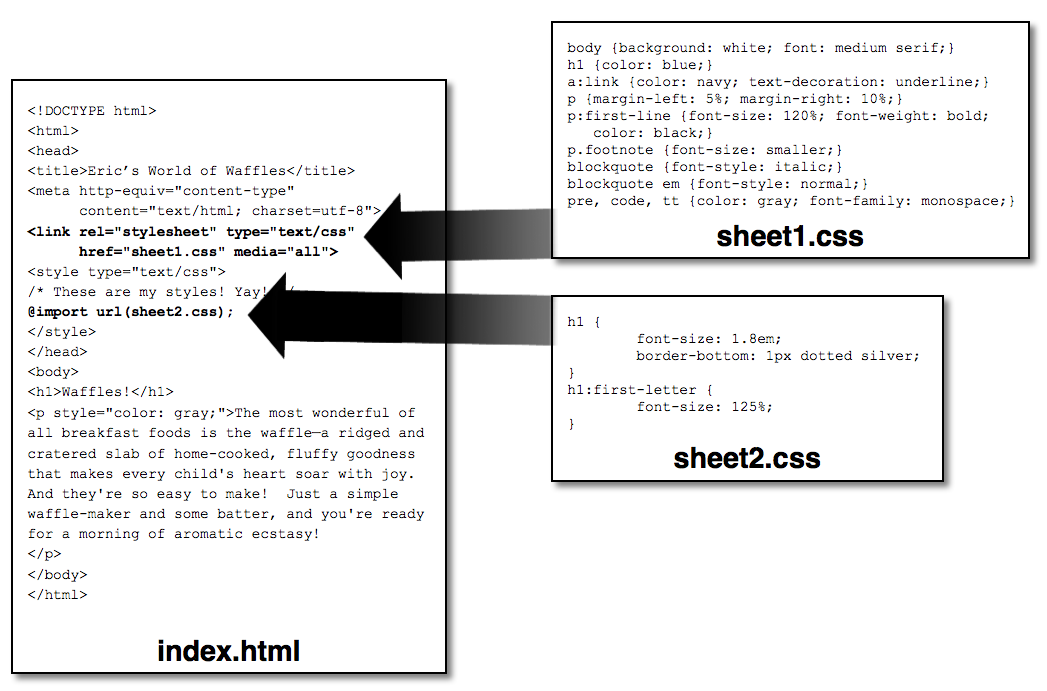 <!DOCTYPE html>
<html>
<head>
<title>Eric’s World of Waffles</title>
<meta http-equiv="content-type"
      content="text/html; charset=utf-8">
<link rel="stylesheet" type="text/css"
      href="sheet1.css" media="all">
<style type="text/css">
/* These are my styles! Yay! /
@import url(sheet2.css);
</style>
</head>
<body>
<h1>Waffles!</h1>
<p style="color: gray;">The most wonderful of
all breakfast foods is the waffle—a ridged and
cratered slab of home-cooked, fluffy goodness
that makes every child's heart soar with joy.
And they're so easy to make!  Just a simple
waffle-maker and some batter, and you're ready
for a morning of aromatic ecstasy!
</p>
</body>
</html>
index.html
body {background: white; font: medium serif;}
h1 {color: blue;}
a:link {color: navy; text-decoration: underline;}
p {margin-left: 5%; margin-right: 10%;}
p:first-line {font-size: 120%; font-weight: bold;
   color: black;}
p.footnote {font-size: smaller;}
blockquote {font-style: italic;}
blockquote em {font-style: normal;}
pre, code, tt {color: gray; font-family: monospace;}
sheet1.css
h1 {
        font-size: 1.8em;
        border-bottom: 1px dotted silver;
}
h1:first-letter {
        font-size: 125%;
}
sheet2.css